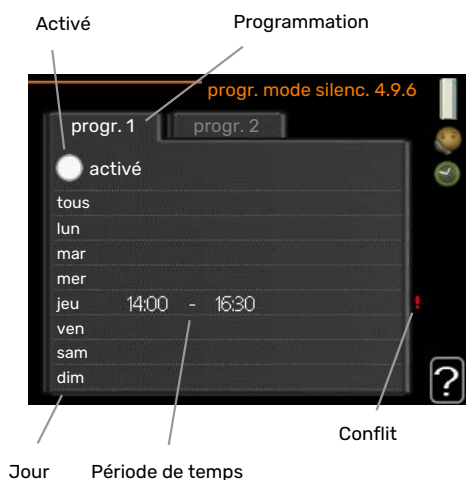 Activé
Programmation
progr. mode silenc. 4.9.6
progr. 1
progr. 2
activé
tous
lun
mar
mer
jeu 14:00 - 16:30
ven
sam
dim
!
?
Conflit
Jour
Période de temps